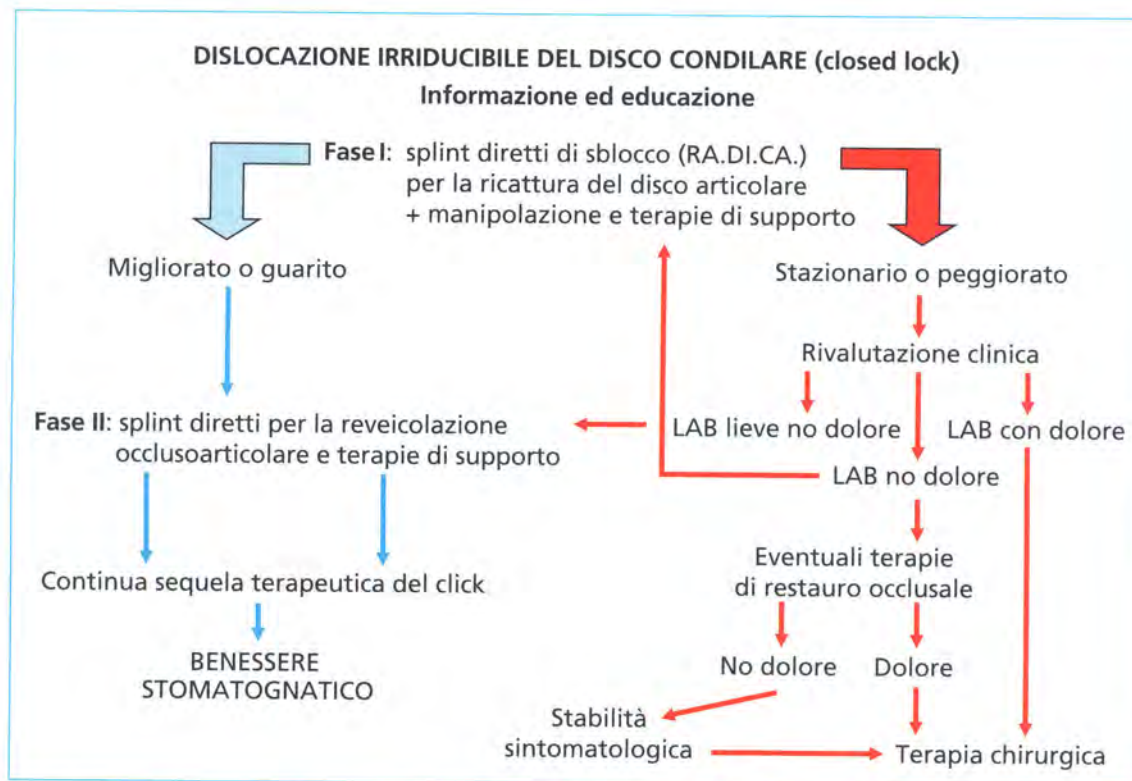 DISLOCAZIONE IRRIDUCIBILE DEL DISCO CONDILARE (closed lock)
Informazione ed educazione
Fase I: splint diretti di sblocco (RA.DI.CA.)
per la ricattura del disco articolare
+ manipolazione e terapie di supporto
Migliorato o guarito
Stazionario o peggiorato
Rivalutazione clinica
Fase II: splint diretti per la reveicolazione
occlusoarticolare e terapie di supporto
LAB lieve no dolore
LAB con dolore
LAB no dolore
Eventuali terapie
di restauro occlusale
Continua sequela terapeutica del click
BENESSERE
STOMATOGNATICO
No dolore
Dolore
Stabilità
sintomatologica
Terapia chirurgica